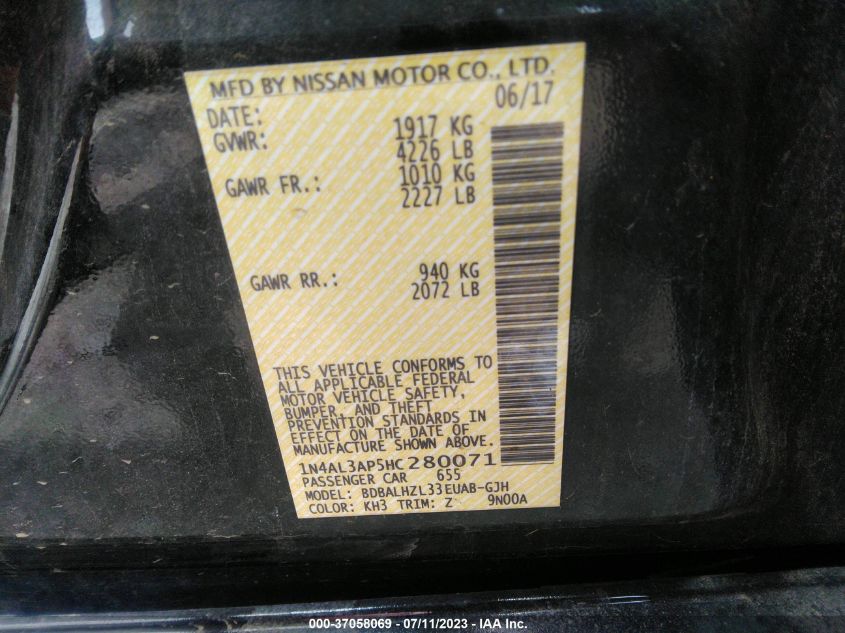 MFD BY NISSAN MOTOR CO., LTD.
DATE: 06/17
GVWR: 1917 KG
4226 LB
GAWR FR.: 1010 KG
2227 LB
GAWR RR.: 940 KG
2072 LB
THIS VEHICLE CONFORMS TO
ALL APPLICABLE FEDERAL
MOTOR VEHICLE SAFETY,
BUMPER, AND THEFT
PREVENTION STANDARDS IN
EFFECT ON THE DATE OF
MANUFACTURE SHOWN ABOVE.
1N4AL3AP5HC280071
PASSENGER CAR 655
MODEL: BDBALHZL33EUAB-GJH
COLOR: KH3 TRIM: Z 9N00A
000-37058069 - 07/11/2023 - IAA Inc.